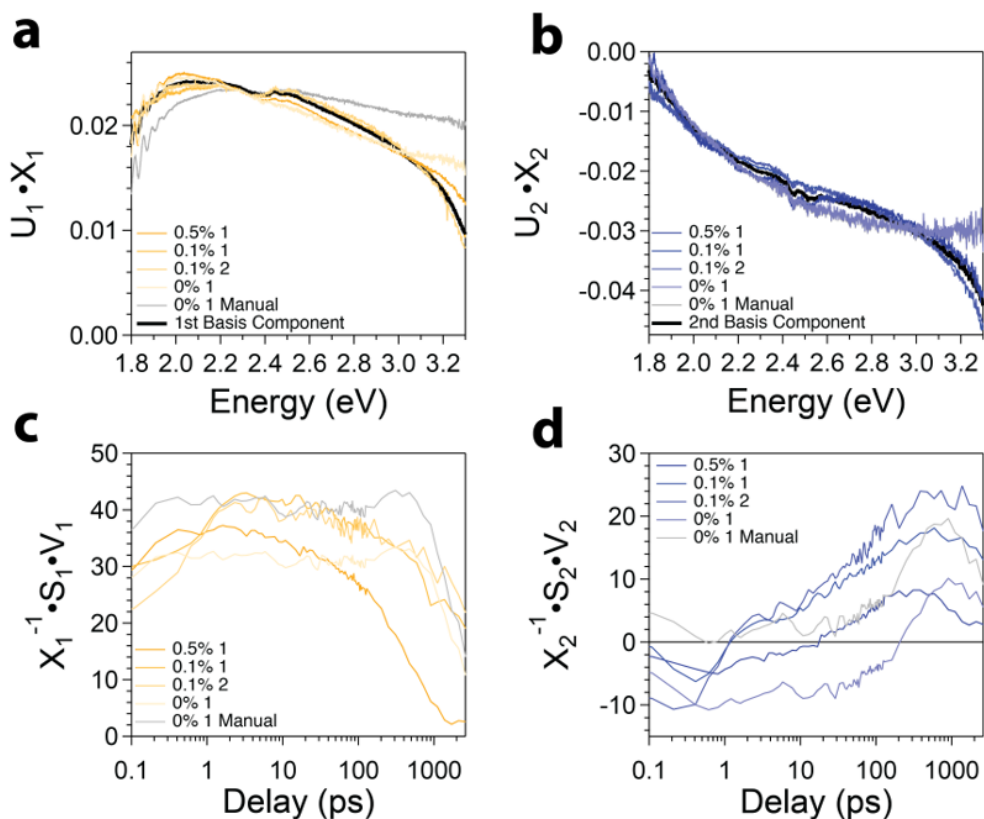 a
0.02
0.01
0.00
U₁•X₁
0.5% 1
0.1% 1
0.1% 2
0% 1
0% 1 Manual
1st Basis Component
1.8 2.0 2.2 2.4 2.6 2.8 3.0 3.2
Energy (eV)
b
0.00
-0.01
-0.02
-0.03
-0.04
U₂•X₂
0.5% 1
0.1% 1
0.1% 2
0% 1
0% 1 Manual
2nd Basis Component
1.8 2.0 2.2 2.4 2.6 2.8 3.0 3.2
Energy (eV)
c
50
40
30
20
10
0
X₁⁻¹•S₁•V₁
0.5% 1
0.1% 1
0.1% 2
0% 1
0% 1 Manual
0.1 1 10 100 1000
Delay (ps)
d
30
20
10
0
-10
X₂⁻¹•S₂•V₂
0.5% 1
0.1% 1
0.1% 2
0% 1
0% 1 Manual
0.1 1 10 100 1000
Delay (ps)